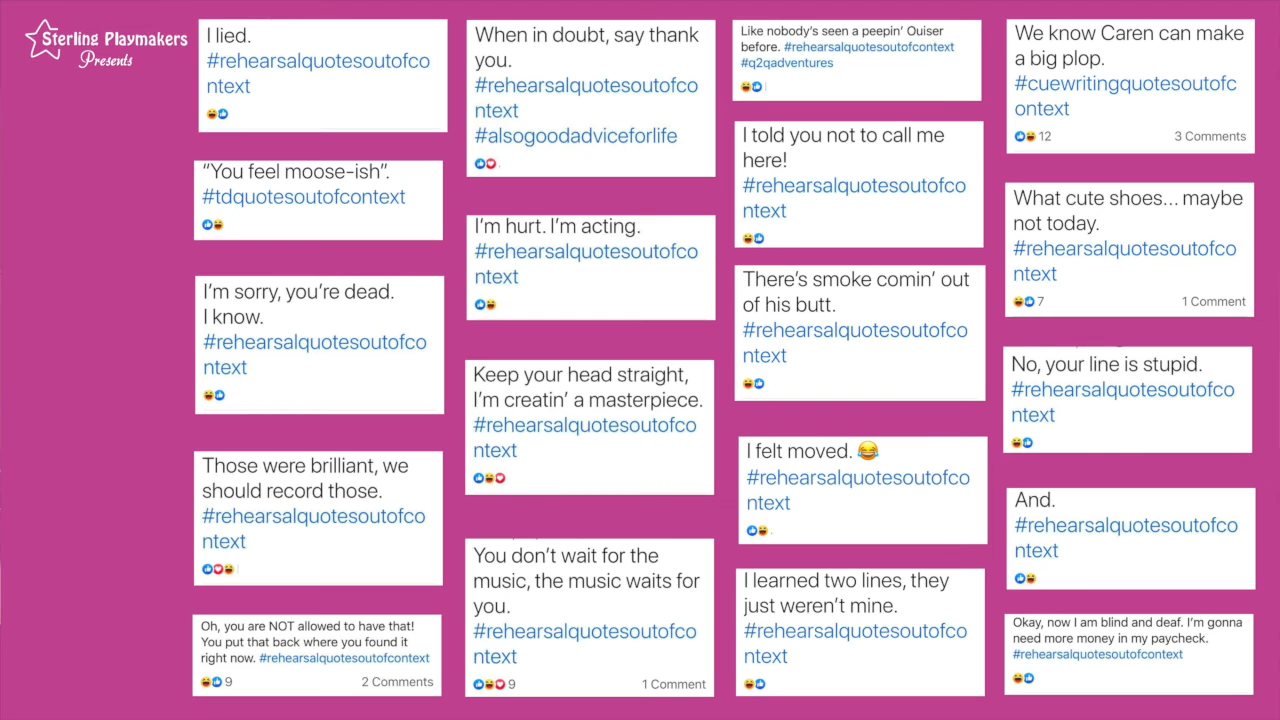 Sterling Playmakers
Presents
I lied.
#rehearsalquotesoutofco
ntext
"You feel moose-ish".
#tdquotesoutofcontext
I'm sorry, you're dead.
I know.
#rehearsalquotesoutofco
ntext
Those were brilliant, we
should record those.
#rehearsalquotesoutofco
ntext
Oh, you are NOT allowed to have that!
You put that back where you found it
right now. #rehearsalquotesoutofcontext
9 2 Comments
When in doubt, say thank
you.
#rehearsalquotesoutofco
ntext
#alsogoodadviceforlife
I'm hurt. I'm acting.
#rehearsalquotesoutofco
ntext
Keep your head straight,
I'm creatin' a masterpiece.
#rehearsalquotesoutofco
ntext
You don't wait for the
music, the music waits for
you.
#rehearsalquotesoutofco
ntext
9 1 Comment
Like nobody's seen a peepin' Ouiser
before. #rehearsalquotesoutofcontext
#q2qadventures
I told you not to call me
here!
#rehearsalquotesoutofco
ntext
There's smoke comin' out
of his butt.
#rehearsalquotesoutofco
ntext
I felt moved. 😂
#rehearsalquotesoutofco
ntext
I learned two lines, they
just weren't mine.
#rehearsalquotesoutofco
ntext
We know Caren can make
a big plop.
#cuewritingquotesoutofc
ontext
12 3 Comments
What cute shoes... maybe
not today.
#rehearsalquotesoutofco
ntext
7 1 Comment
No, your line is stupid.
#rehearsalquotesoutofco
ntext
And.
#rehearsalquotesoutofco
ntext
Okay, now I am blind and deaf. I'm gonna
need more money in my paycheck.
#rehearsalquotesoutofcontext